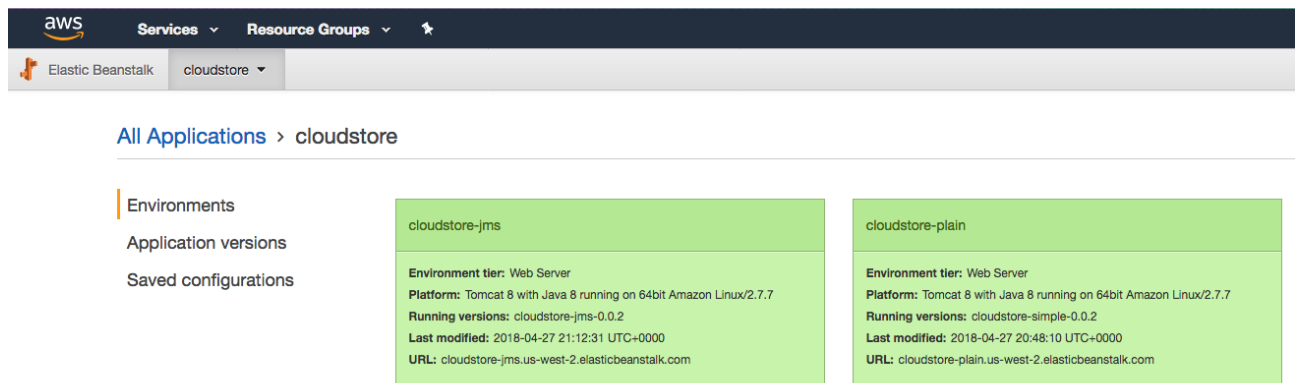 aws Services Resource Groups
Elastic Beanstalk cloudstore
All Applications > cloudstore
Environments
Application versions
Saved configurations
cloudstore-jms
Environment tier: Web Server
Platform: Tomcat 8 with Java 8 running on 64bit Amazon Linux/2.7.7
Running versions: cloudstore-jms-0.0.2
Last modified: 2018-04-27 21:12:31 UTC+0000
URL: cloudstore-jms.us-west-2.elasticbeanstalk.com
cloudstore-plain
Environment tier: Web Server
Platform: Tomcat 8 with Java 8 running on 64bit Amazon Linux/2.7.7
Running versions: cloudstore-simple-0.0.2
Last modified: 2018-04-27 20:48:10 UTC+0000
URL: cloudstore-plain.us-west-2.elasticbeanstalk.com